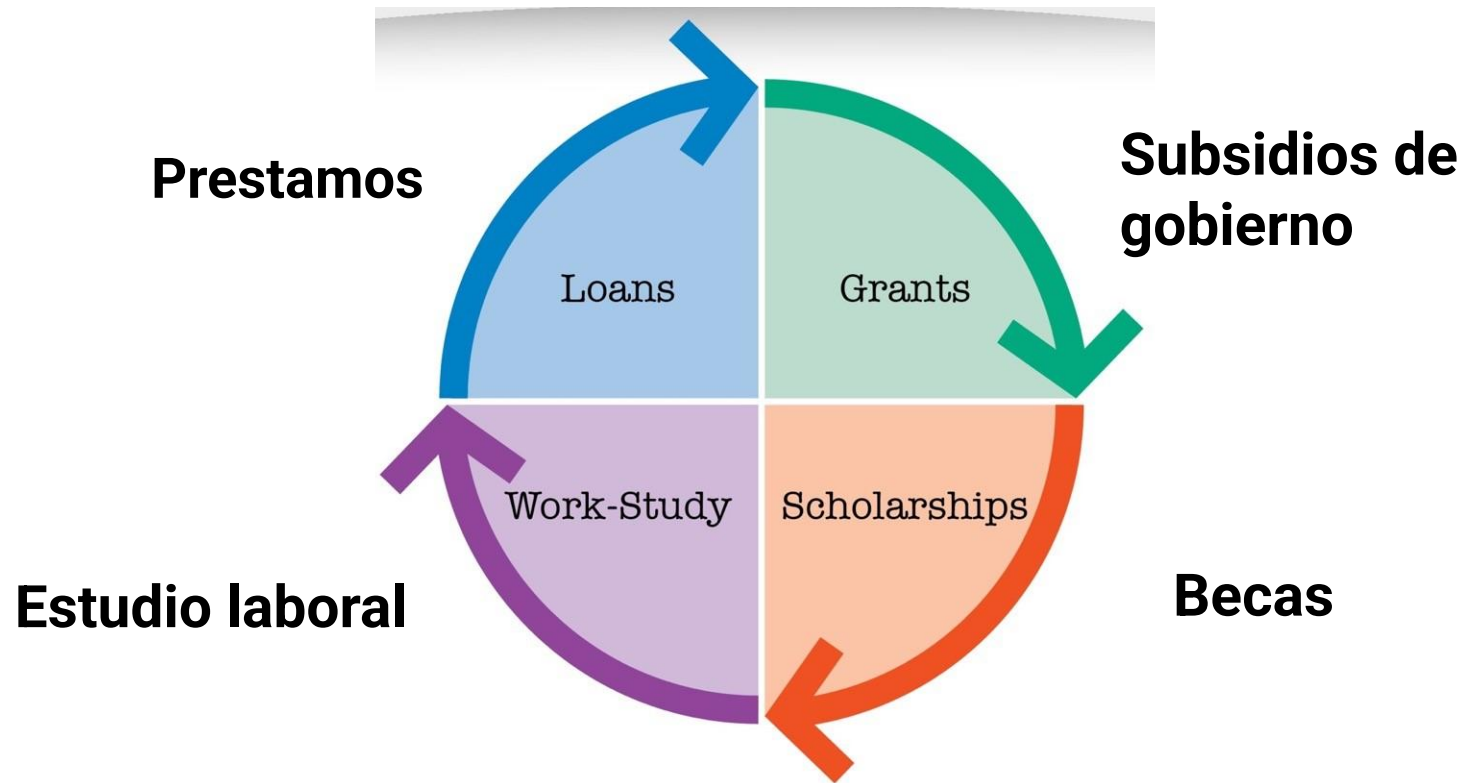 Prestamos
Subsidios de
gobierno
Loans
Grants
Work-Study
Scholarships
Estudio laboral
Becas